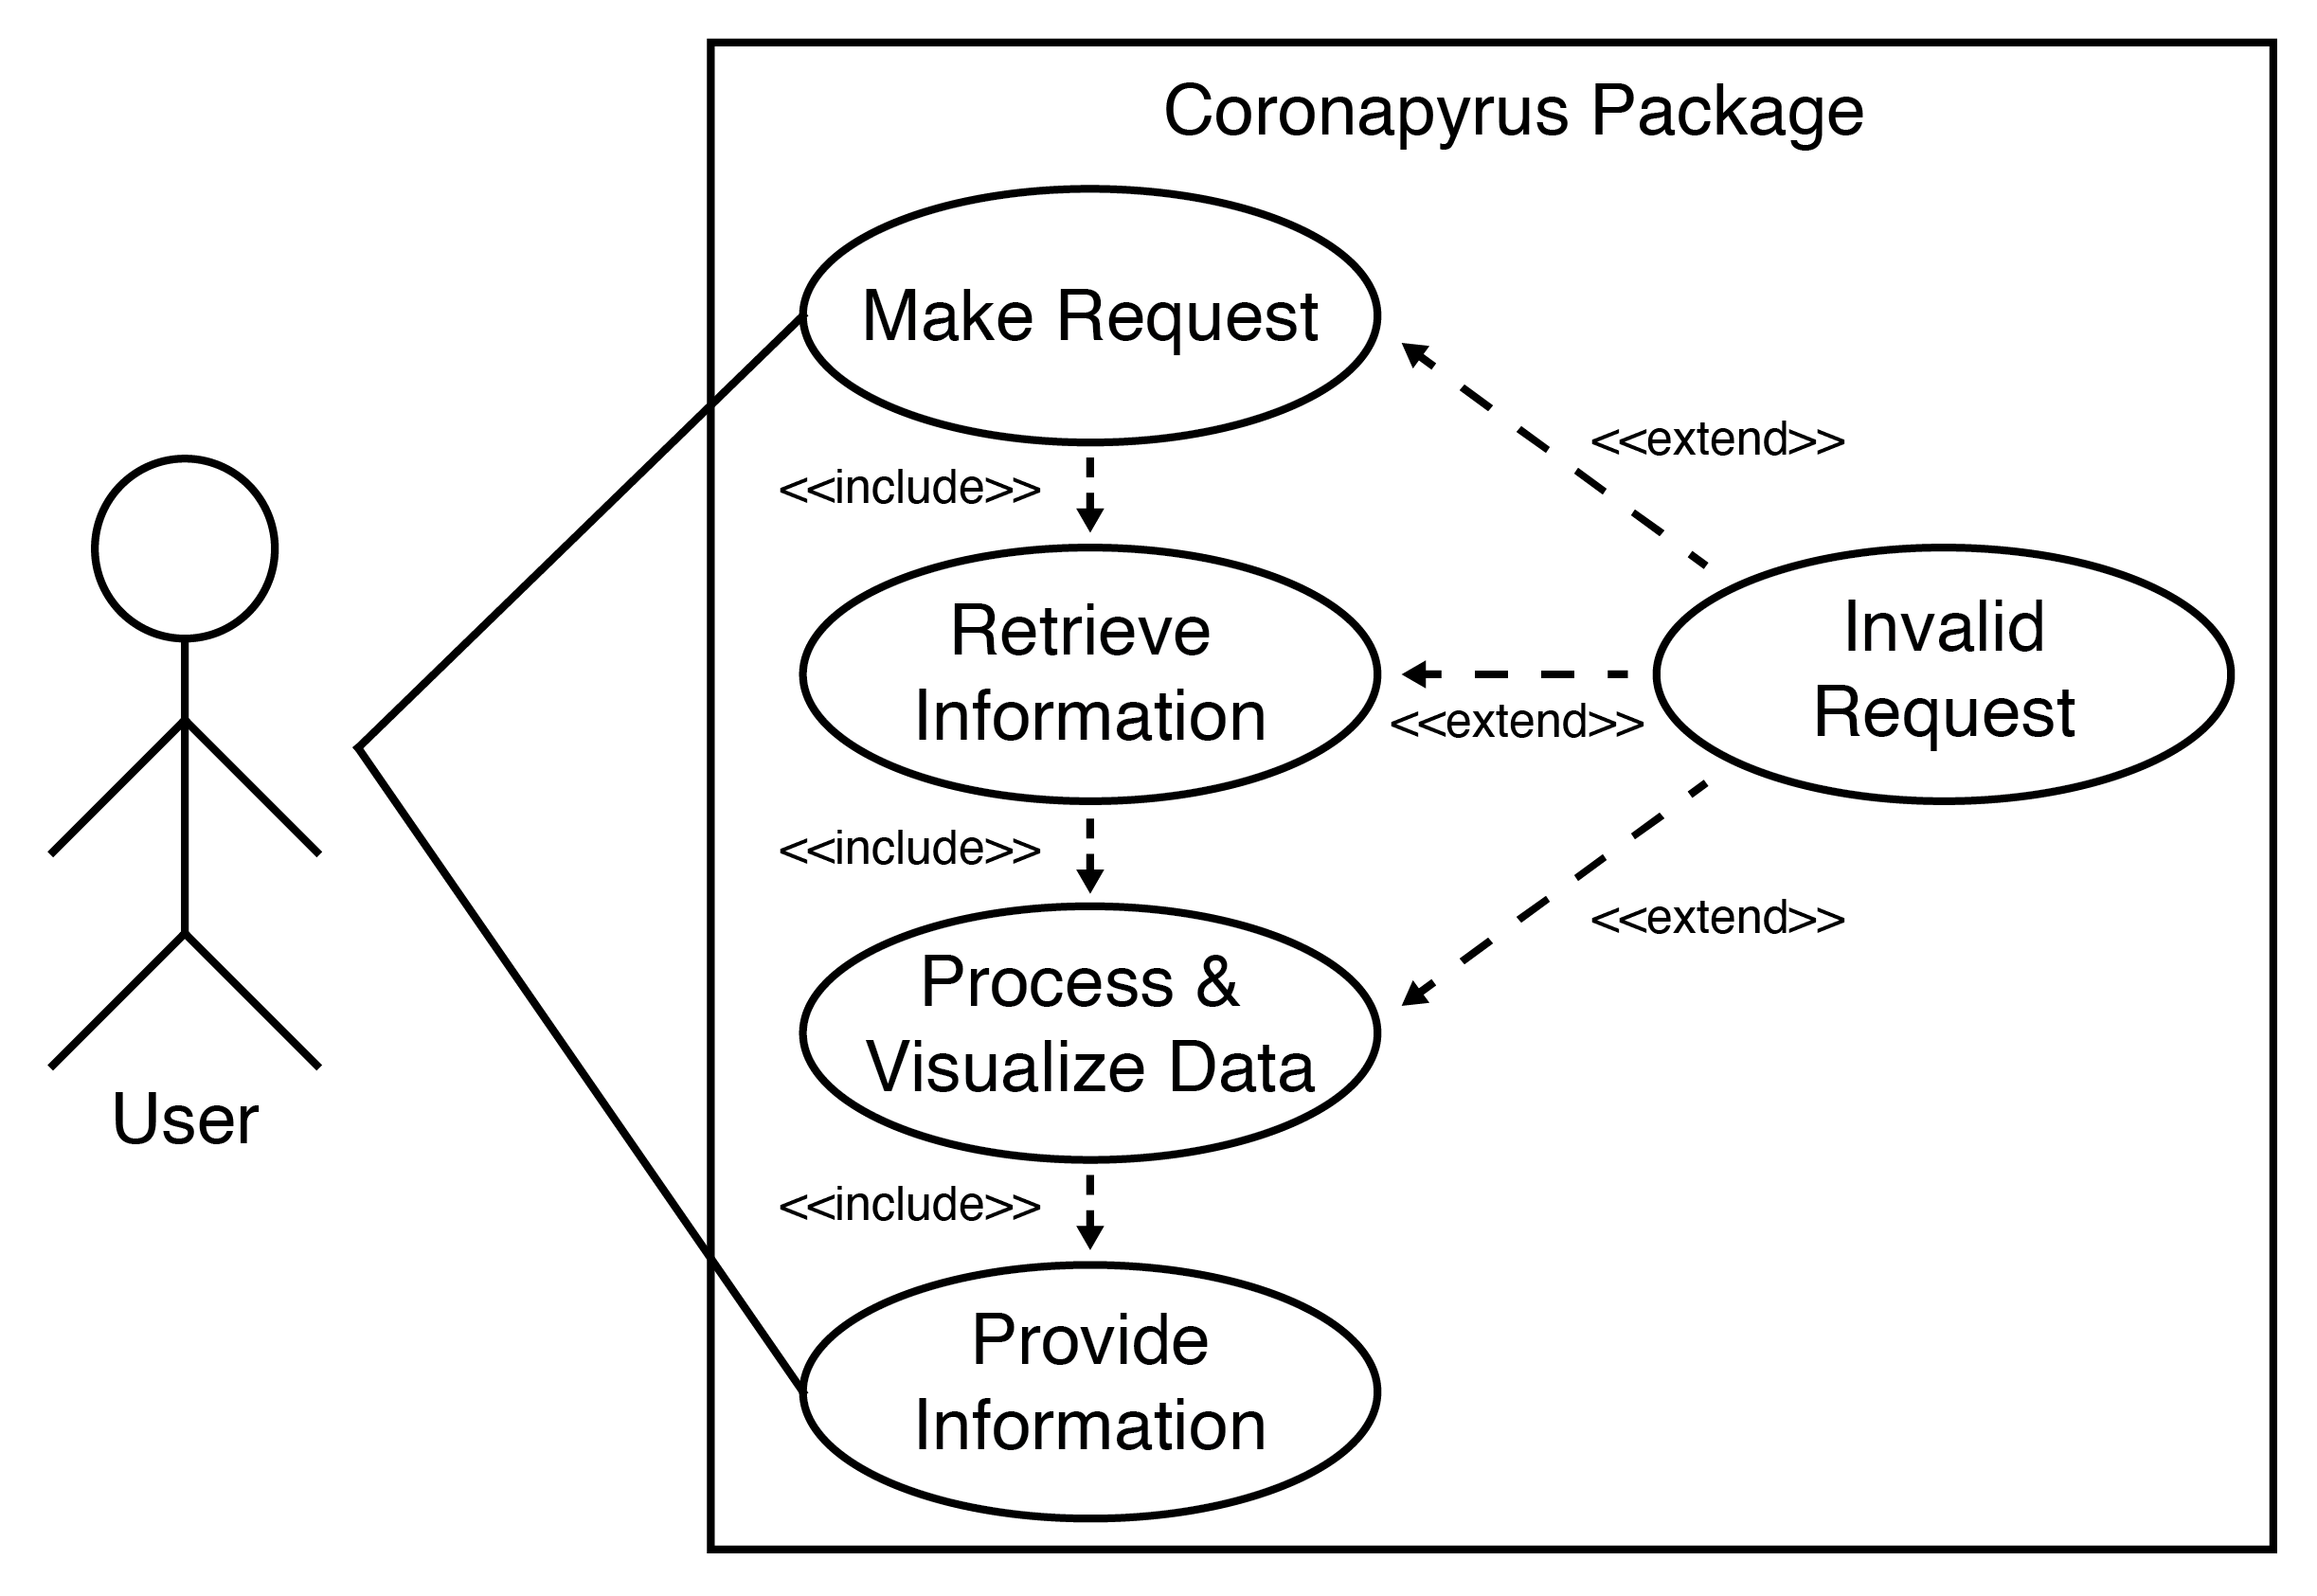 Coronapyrus Package
Make Request
<<extend>>
<<include>>
Retrieve
Information
Invalid
Request
<<extend>>
<<include>>
<<extend>>
Process &
Visualize Data
User
<<include>>
Provide
Information